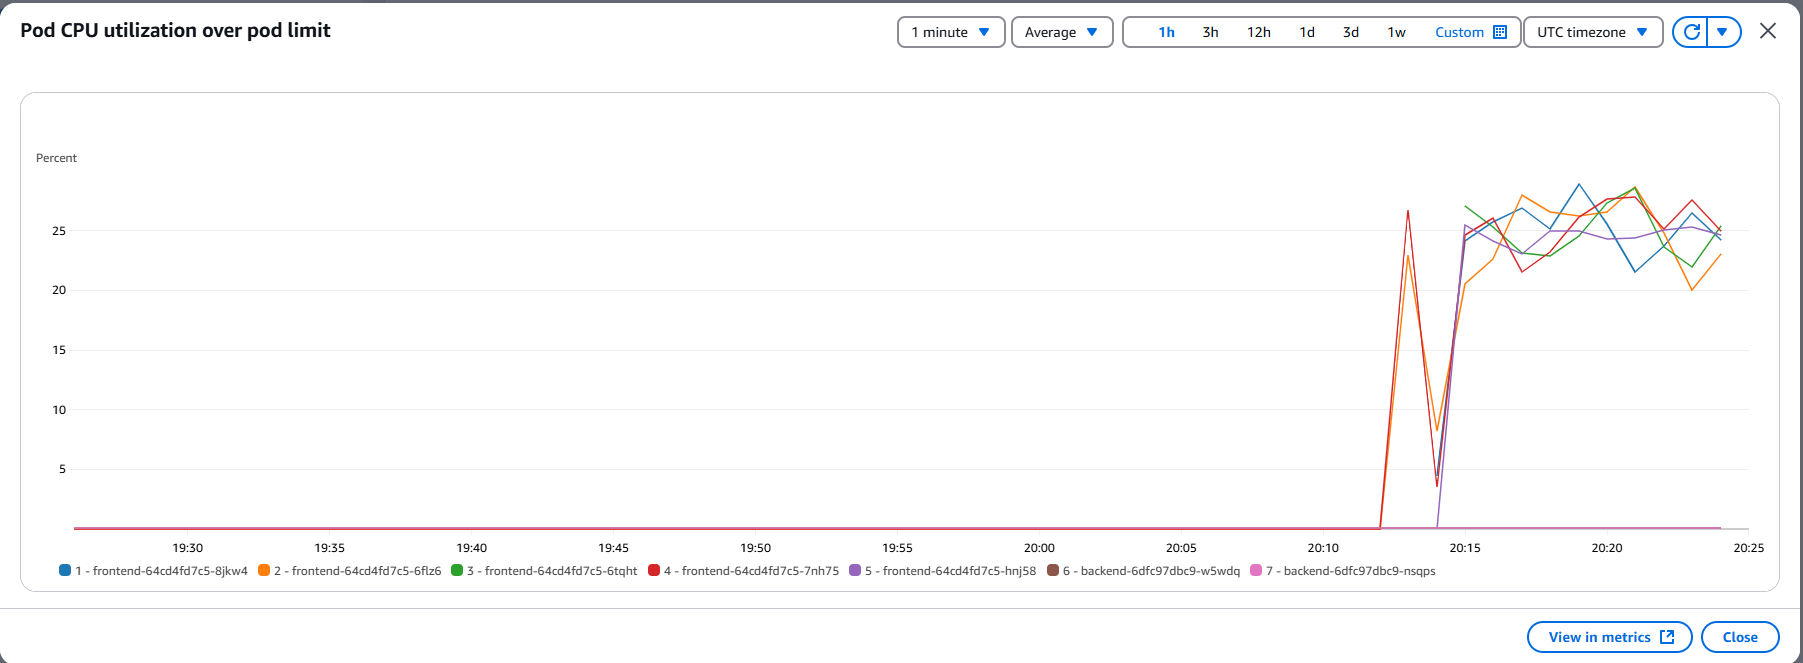 Pod CPU utilization over pod limit
1 minute Average 1h 3h 12h 1d 3d 1w Custom UTC timezone
Percent
25
20
15
10
5
19:30 19:35 19:40 19:45 19:50 19:55 20:00 20:05 20:10 20:15 20:20 20:25
1 - frontend-64cd4fd7c5-8jkw4 2 - frontend-64cd4fd7c5-6flz6 3 - frontend-64cd4fd7c5-6tqht 4 - frontend-64cd4fd7c5-7nh75 5 - frontend-64cd4fd7c5-hnj58 6 - backend-6dfc97dbc9-w5wdq 7 - backend-6dfc97dbc9-nsqps
View in metrics Close